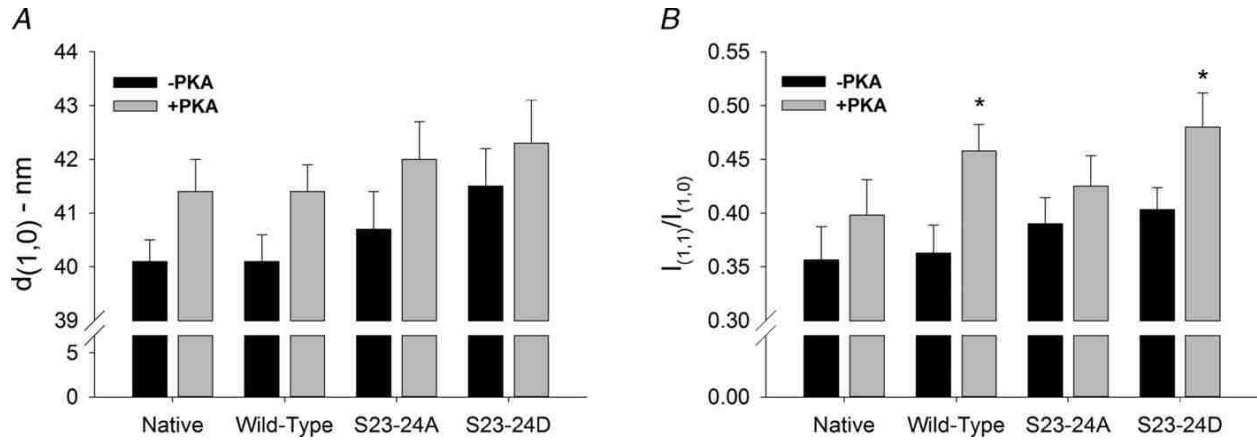 A
44
43
42
41
40
39
5
0
d(1,0) - nm
-PKA
+PKA
Native Wild-Type S23-24A S23-24D
B
0.55
0.50
0.45
0.40
0.35
0.30
0.00
I(1,1)/I(1,0)
-PKA
+PKA
*
*
Native Wild-Type S23-24A S23-24D